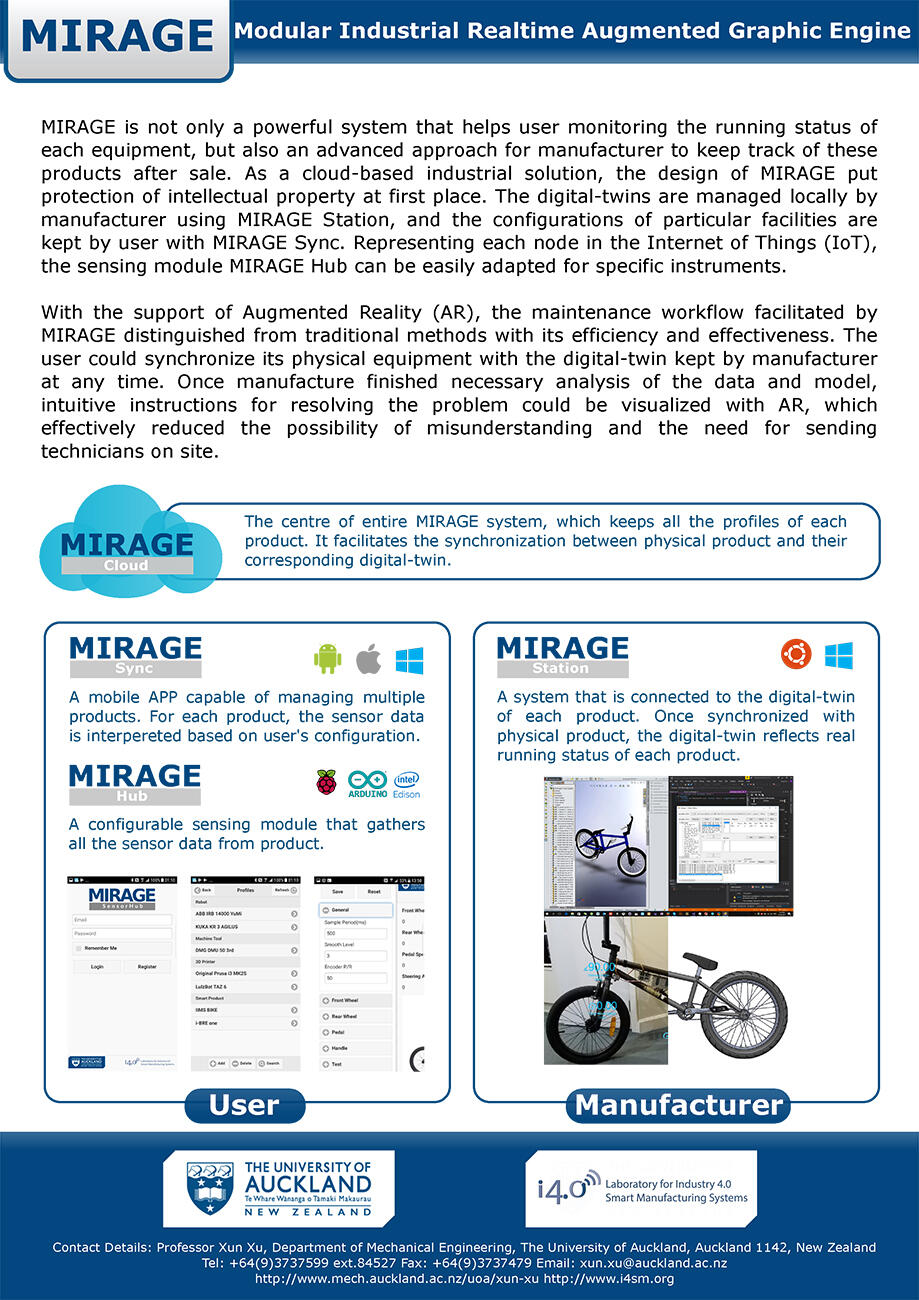 MIRAGE
Modular Industrial Realtime Augmented Graphic Engine
MIRAGE is not only a powerful system that helps user monitoring the running status of
each equipment, but also an advanced approach for manufacturer to keep track of these
products after sale. As a cloud-based industrial solution, the design of MIRAGE put
protection of intellectual property at first place. The digital-twins are managed locally by
manufacturer using MIRAGE Station, and the configurations of particular facilities are
kept by user with MIRAGE Sync. Representing each node in the Internet of Things (IoT),
the sensing module MIRAGE Hub can be easily adapted for specific instruments.
With the support of Augmented Reality (AR), the maintenance workflow facilitated by
MIRAGE distinguished from traditional methods with its efficiency and effectiveness. The
user could synchronize its physical equipment with the digital-twin kept by manufacturer
at any time. Once manufacture finished necessary analysis of the data and model,
intuitive instructions for resolving the problem could be visualized with AR, which
effectively reduced the possibility of misunderstanding and the need for sending
technicians on site.
MIRAGE
Cloud
The centre of entire MIRAGE system, which keeps all the profiles of each
product. It facilitates the synchronization between physical product and their
corresponding digital-twin.
MIRAGE
Sync
A mobile APP capable of managing multiple
products. For each product, the sensor data
is interpereted based on user's configuration.
MIRAGE
Hub
ARDUINO
intel
Edison
A configurable sensing module that gathers
all the sensor data from product.
MIRAGE
SensorHub
Email
Password
Remember Me
Login Register
THE UNIVERSITY OF
AUCKLAND
i4.0
Back Profiles Refresh
Robot
ABB IRB 14000 YuMi
KUKA KR 3 AGILUS
Machine Tool
DMG DMU 50 3rd
3D Printer
Original Prusa i3 MK2S
LulzBot TAZ 6
Smart Product
IIMS BIKE
i-BRE one
Add Delete Search
Save Reset
General
Sample Period(ms)
500
Smooth Level
3
Encoder P/R
50
Front Wheel
Rear Wheel
Pedal
Handle
Test
Front Whe
0
Rear Whe
0
Pedal Spe
0
Steering A
0
MIRAGE
Station
A system that is connected to the digital-twin
of each product. Once synchronized with
physical product, the digital-twin reflects real
running status of each product.
User
Manufacturer
THE UNIVERSITY OF
AUCKLAND
Te Whare Wānanga o Tāmaki Makaurau
NEW ZEALAND
i4.0
Laboratory for Industry 4.0
Smart Manufacturing Systems
Contact Details: Professor Xun Xu, Department of Mechanical Engineering, The University of Auckland, Auckland 1142, New Zealand
Tel: +64(9)3737599 ext.84527 Fax: +64(9)3737479 Email: xun.xu@auckland.ac.nz
http://www.mech.auckland.ac.nz/uoa/xun-xu http://www.i4sm.org